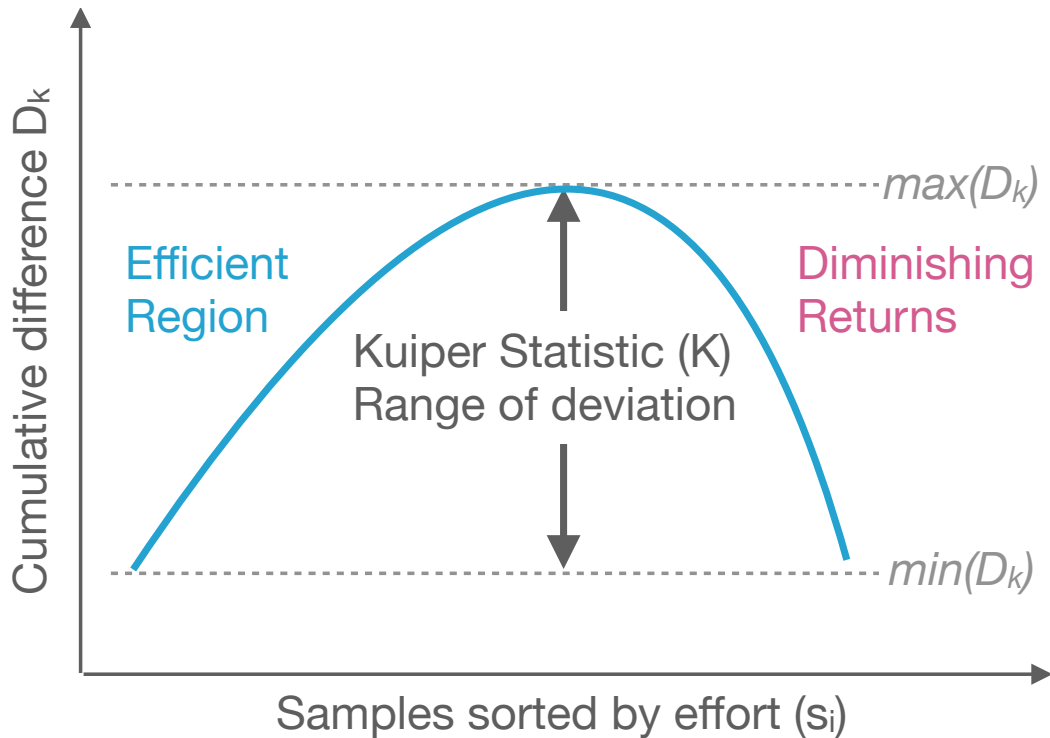 Cumulative difference Dₖ
max(Dₖ)
Efficient
Region
Diminishing
Returns
Kuiper Statistic (K)
Range of deviation
min(Dₖ)
Samples sorted by effort (sᵢ)